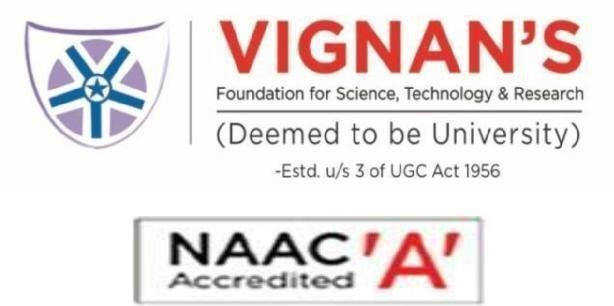 VIGNAN'S
Foundation for Science, Technology & Research
(Deemed to be University)
-Estd. u/s 3 of UGC Act 1956
NAAC 'A'
Accredited